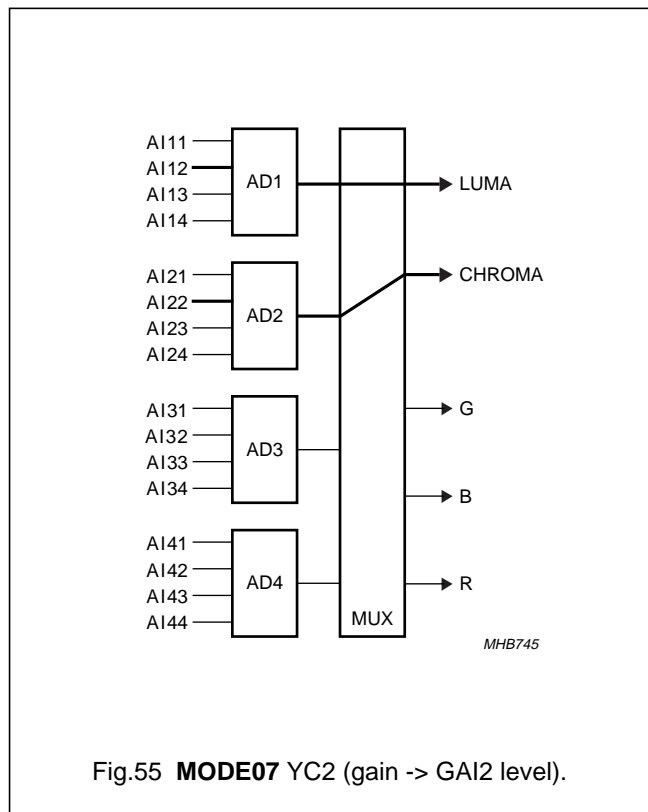 AI11
AI12
AI13
AI14
AD1
LUMA
AI21
AI22
AI23
AI24
AD2
CHROMA
AI31
AI32
AI33
AI34
AD3
G
B
AI41
AI42
AI43
AI44
AD4
R
MUX
MHB745
Fig.55 MODE07 YC2 (gain -> GAI2 level).